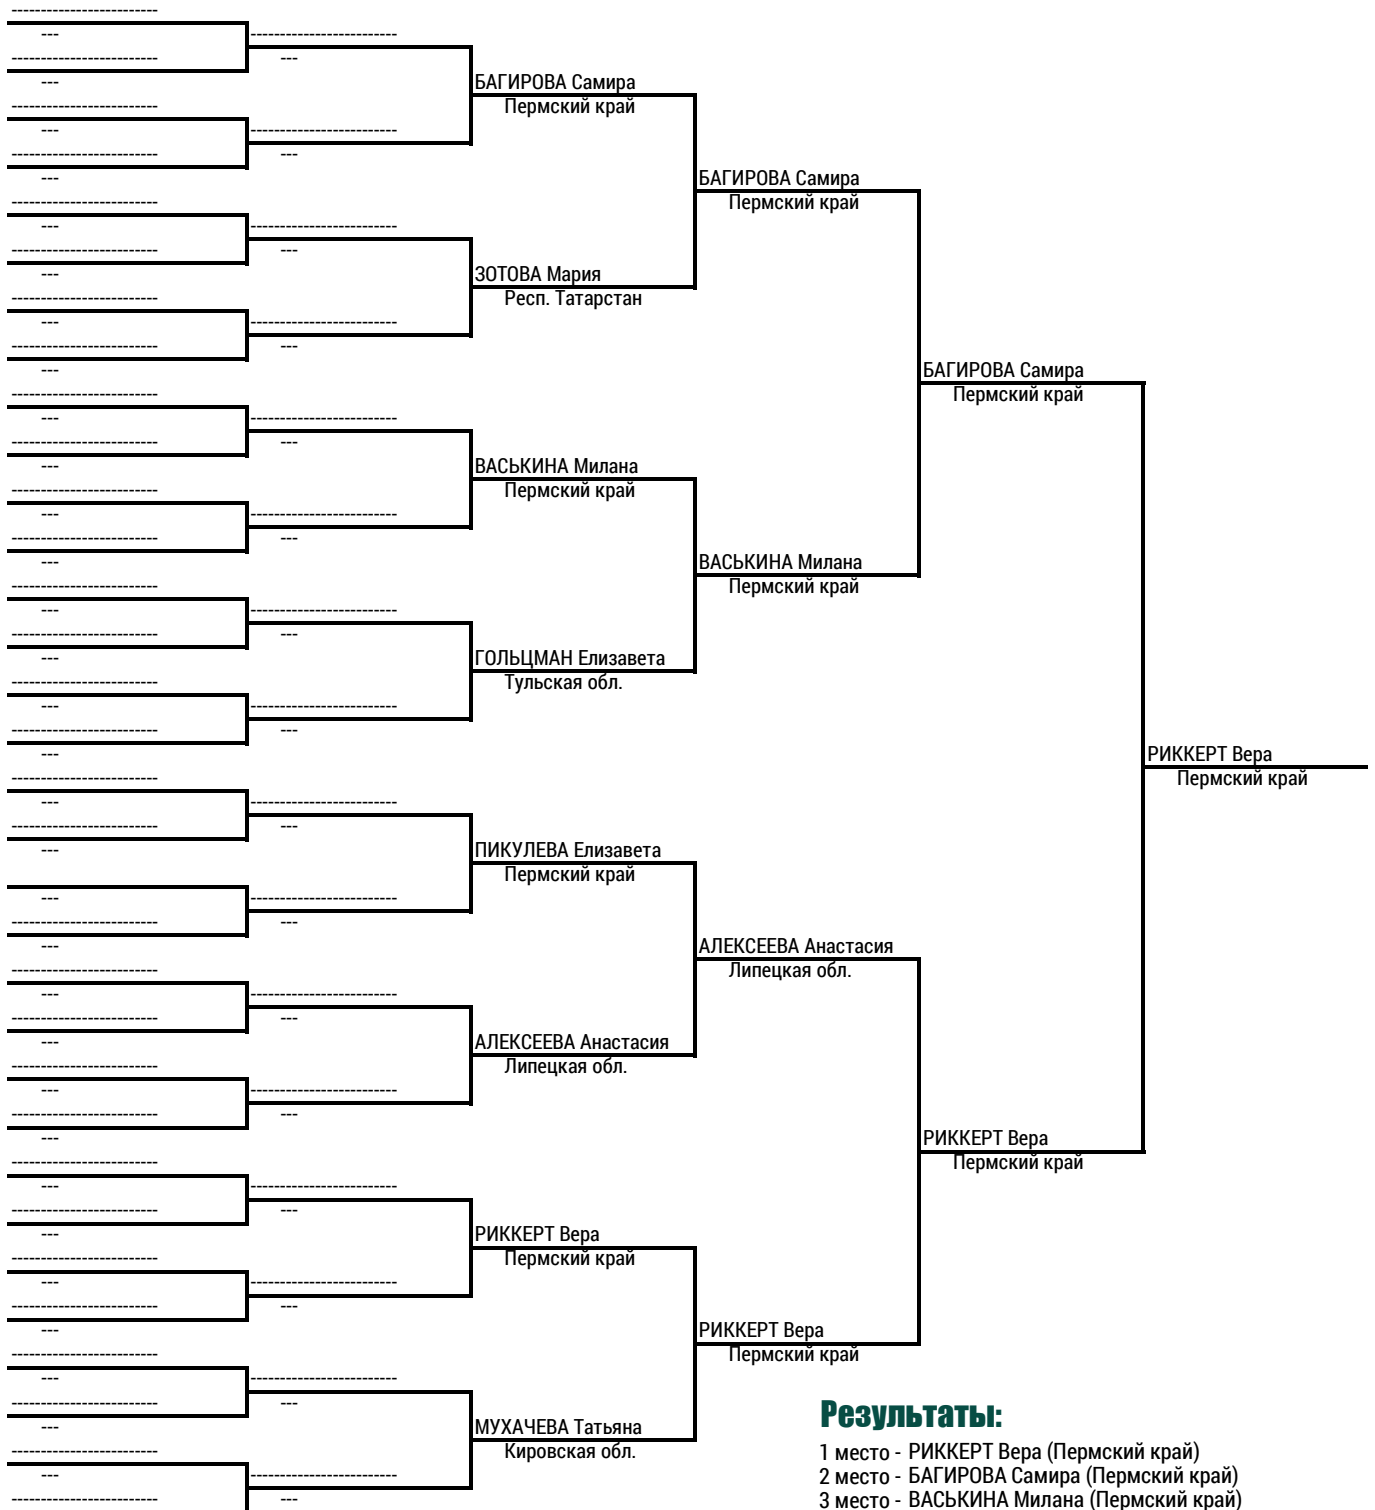 БАГИРОВА Самира
Пермский край
БАГИРОВА Самира
Пермский край
ЗОТОВА Мария
Респ. Татарстан
БАГИРОВА Самира
Пермский край
ВАСЬКИНА Милана
Пермский край
ВАСЬКИНА Милана
Пермский край
ГОЛЬЦМАН Елизавета
Тульская обл.
РИККЕРТ Вера
Пермский край
ПИКУЛЕВА Елизавета
Пермский край
АЛЕКСЕЕВА Анастасия
Липецкая обл.
АЛЕКСЕЕВА Анастасия
Липецкая обл.
РИККЕРТ Вера
Пермский край
РИККЕРТ Вера
Пермский край
РИККЕРТ Вера
Пермский край
МУХАЧЕВА Татьяна
Кировская обл.
Результаты:
1 место - РИККЕРТ Вера (Пермский край)
2 место - БАГИРОВА Самира (Пермский край)
3 место - ВАСЬКИНА Милана (Пермский край)